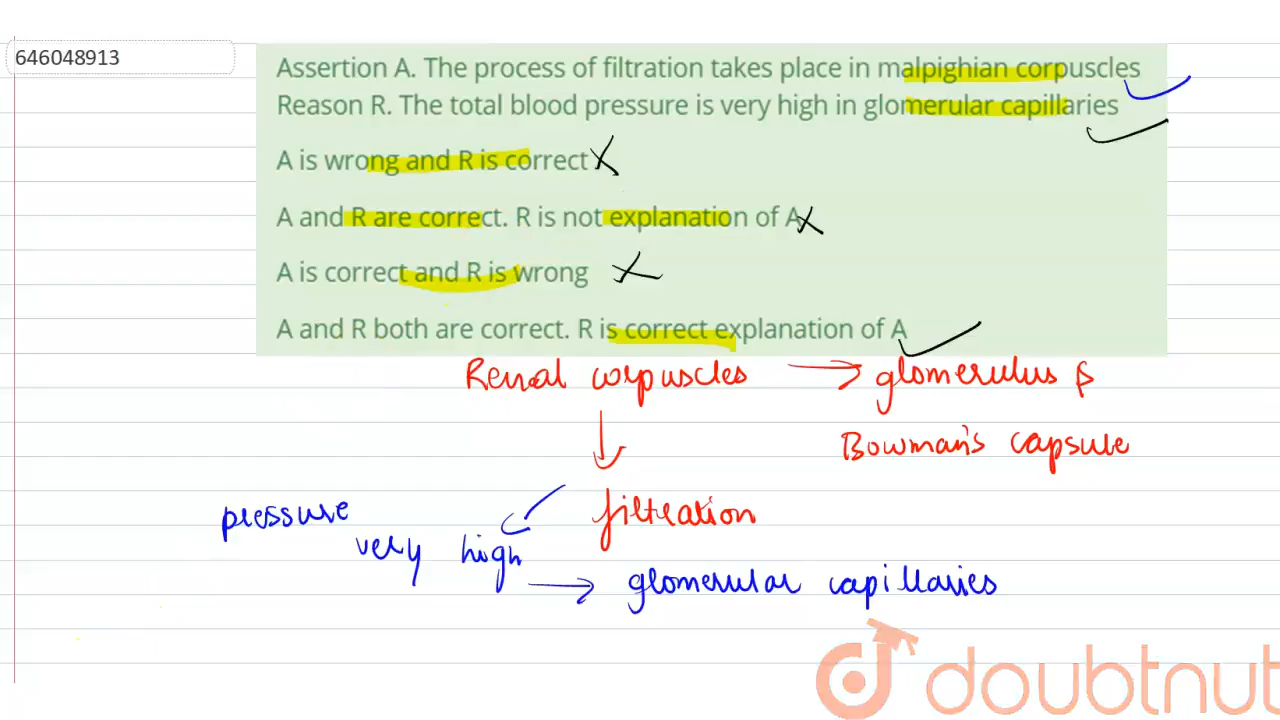 646048913
Assertion A. The process of filtration takes place in malpighian corpuscles
Reason R. The total blood pressure is very high in glomerular capillaries
A is wrong and R is correct
A and R are correct. R is not explanation of A
A is correct and R is wrong
A and R both are correct. R is correct explanation of A
Renal corpuscles → glomerulus &
Bowman's capsule
filtration
pressure
very high
→ glomerular capillaries
doubtnut